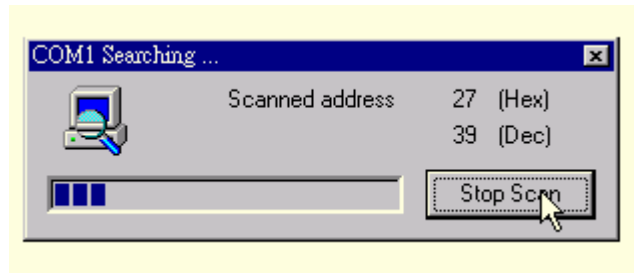 COM1 Searching ...
Scanned address 27 (Hex)
39 (Dec)
Stop Scan